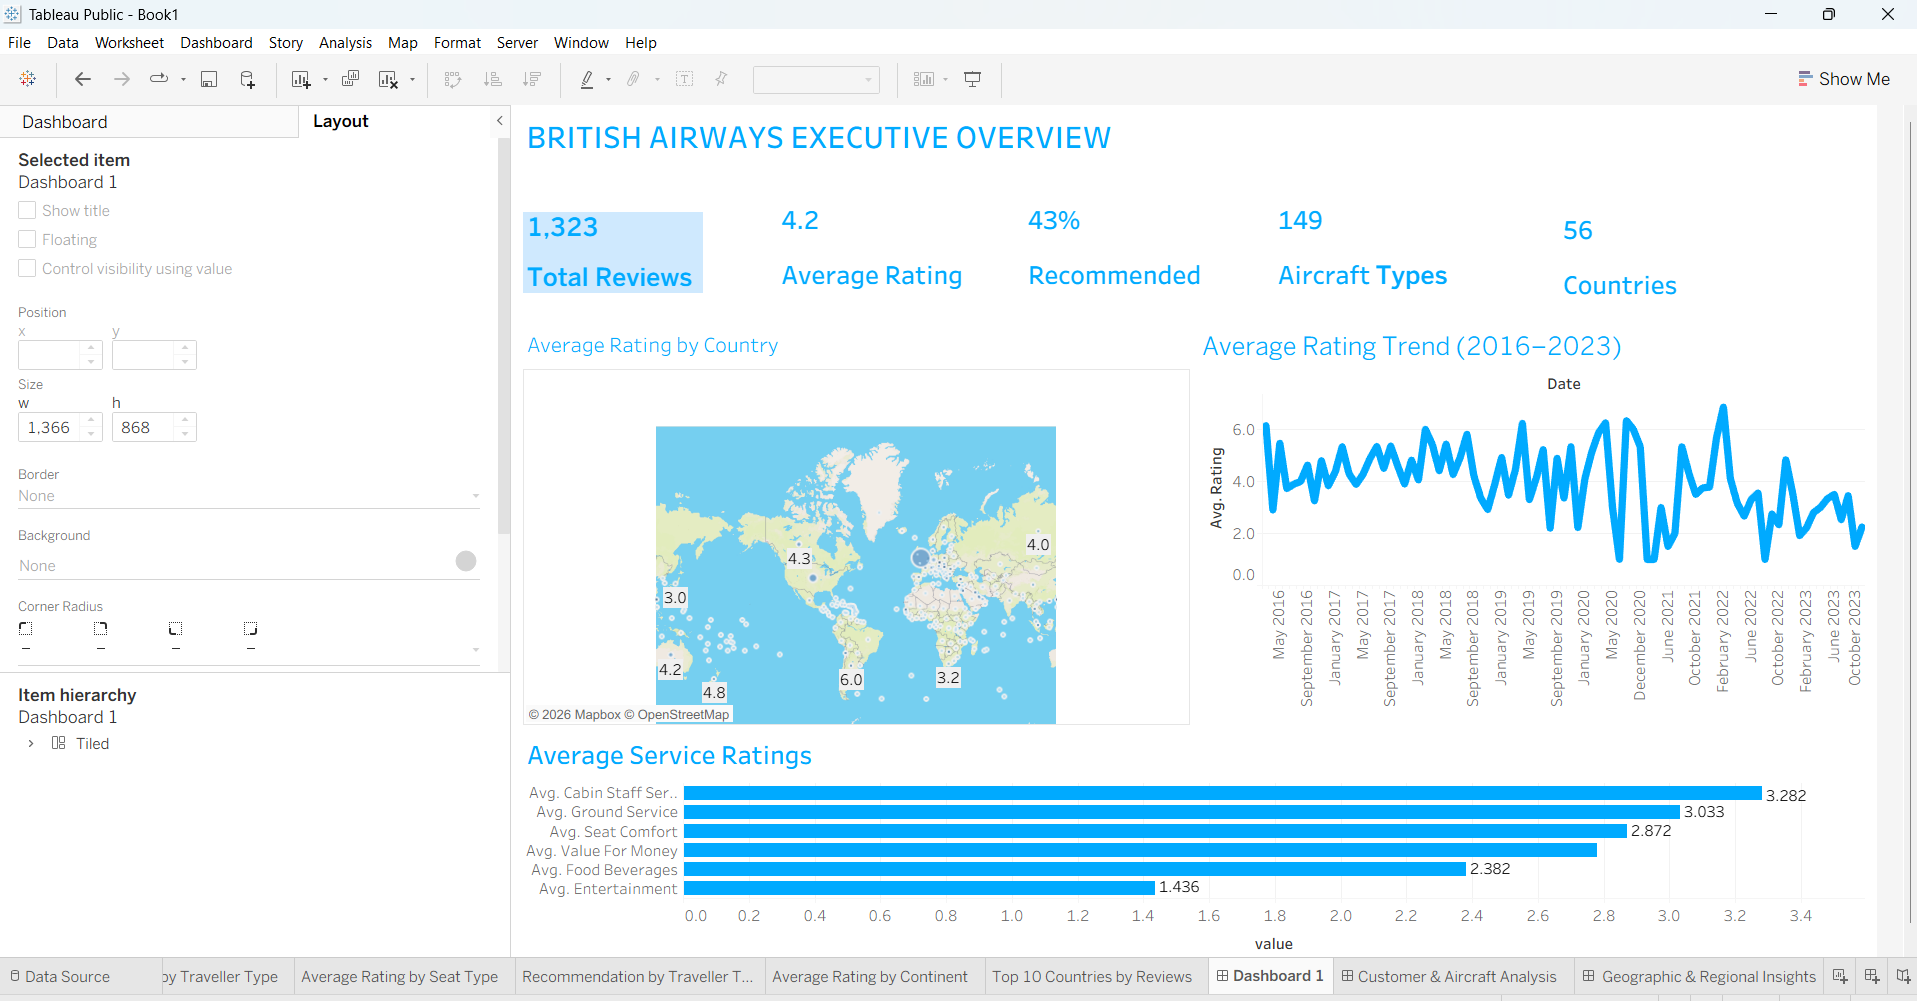 Tableau Public - Book1
File Data Worksheet Dashboard Story Analysis Map Format Server Window Help
Show Me
Dashboard Layout
Selected item
Dashboard 1
Show title
Floating
Control visibility using value
Position
x y
Size
w h
1,366 868
Border
None
Background
None
Corner Radius
– – – –
Item hierarchy
Dashboard 1
Tiled
BRITISH AIRWAYS EXECUTIVE OVERVIEW
1,323
Total Reviews
4.2
Average Rating
43%
Recommended
149
Aircraft Types
56
Countries
Average Rating by Country
4.3
4.0
3.0
4.2
4.8
6.0
3.2
© 2026 Mapbox © OpenStreetMap
Average Rating Trend (2016–2023)
Date
Avg. Rating
6.0
4.0
2.0
0.0
May 2016
September 2016
January 2017
May 2017
September 2017
January 2018
May 2018
September 2018
January 2019
May 2019
September 2019
January 2020
May 2020
December 2020
June 2021
October 2021
February 2022
June 2022
October 2022
February 2023
June 2023
October 2023
Average Service Ratings
Avg. Cabin Staff Ser.. 3.282
Avg. Ground Service 3.033
Avg. Seat Comfort 2.872
Avg. Value For Money
Avg. Food Beverages 2.382
Avg. Entertainment 1.436
0.0 0.2 0.4 0.6 0.8 1.0 1.2 1.4 1.6 1.8 2.0 2.2 2.4 2.6 2.8 3.0 3.2 3.4
value
Data Source by Traveller Type Average Rating by Seat Type Recommendation by Traveller T... Average Rating by Continent Top 10 Countries by Reviews Dashboard 1 Customer & Aircraft Analysis Geographic & Regional Insights